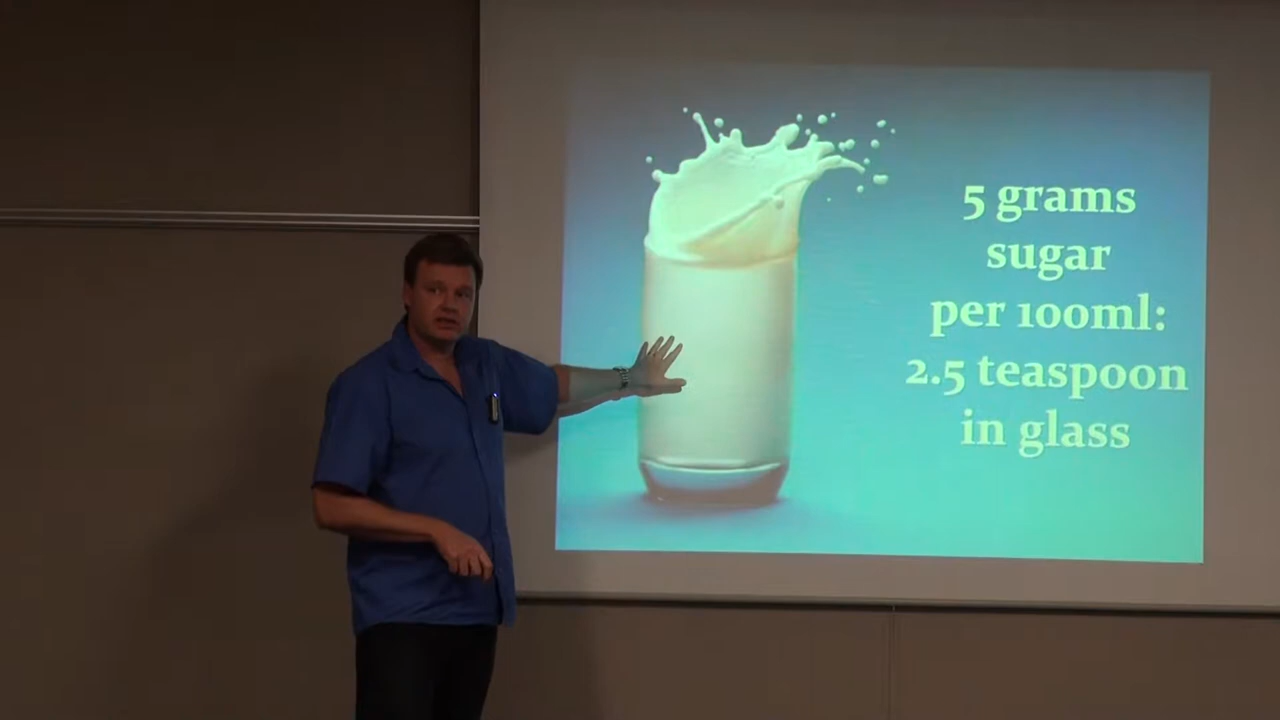 5 grams
sugar
per 100ml:
2.5 teaspoon
in glass